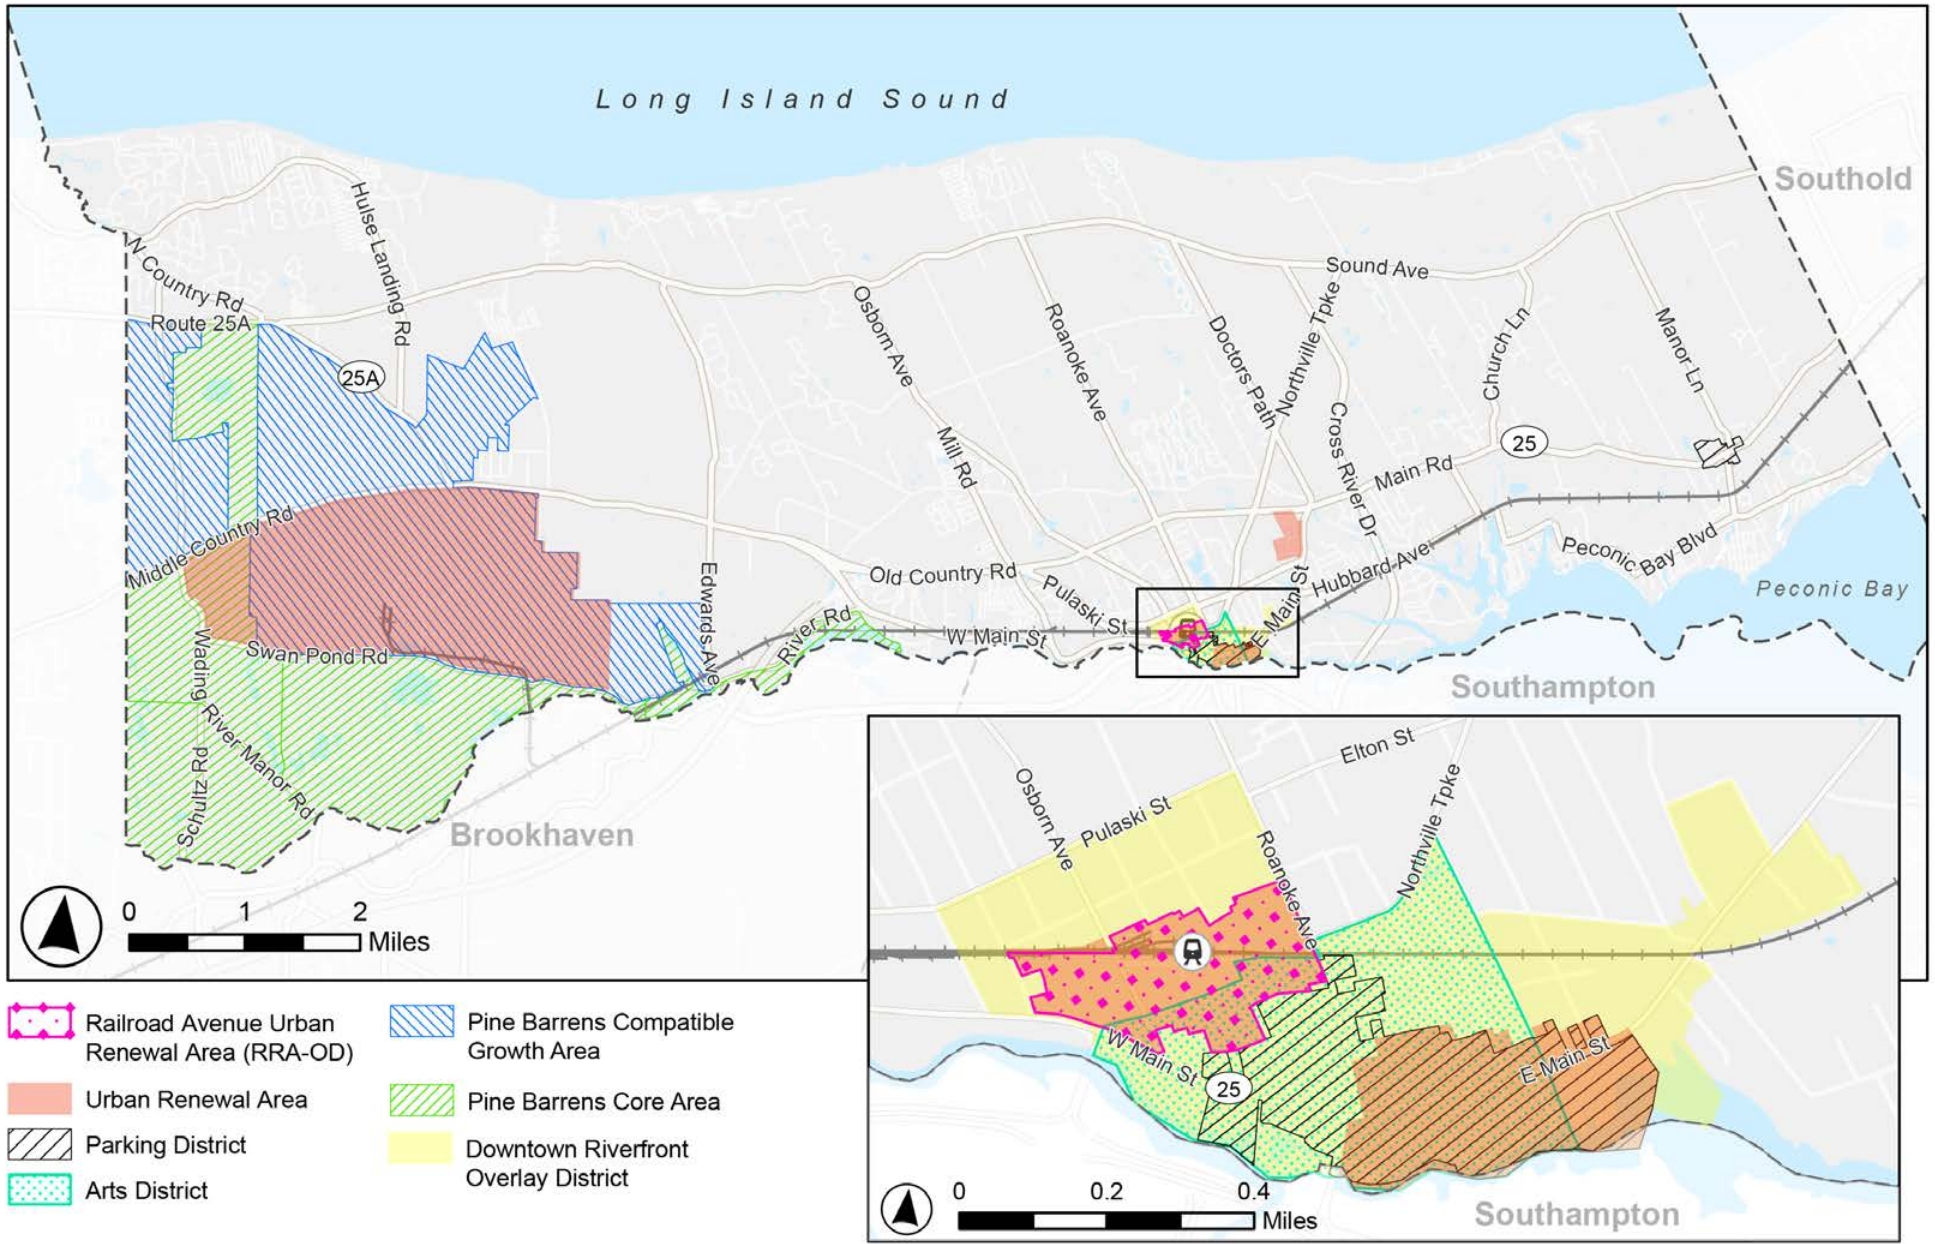 Long Island Sound
Southold
N Country Rd
Route 25A
Hulse Landing Rd
25A
Osborn Ave
Mill Rd
Roanoke Ave
Doctors Path
Northville Tpke
Sound Ave
Cross River Dr
Church Ln
Manor Ln
25
Main Rd
Middle Country Rd
Old Country Rd
Pulaski St
Hubbard Ave
Peconic Bay Blvd
Peconic Bay
Edwards Ave
River Rd
W Main St
E Main St
Swan Pond Rd
Wading River Manor Rd
Schultz Rd
Southampton
Brookhaven
0 1 2
Miles
Elton St
Osborn Ave
Pulaski St
Northville Tpke
Roanoke Ave
W Main St
25
E Main St
0 0.2 0.4
Miles
Southampton
Railroad Avenue Urban
Renewal Area (RRA-OD)
Urban Renewal Area
Parking District
Arts District
Pine Barrens Compatible
Growth Area
Pine Barrens Core Area
Downtown Riverfront
Overlay District